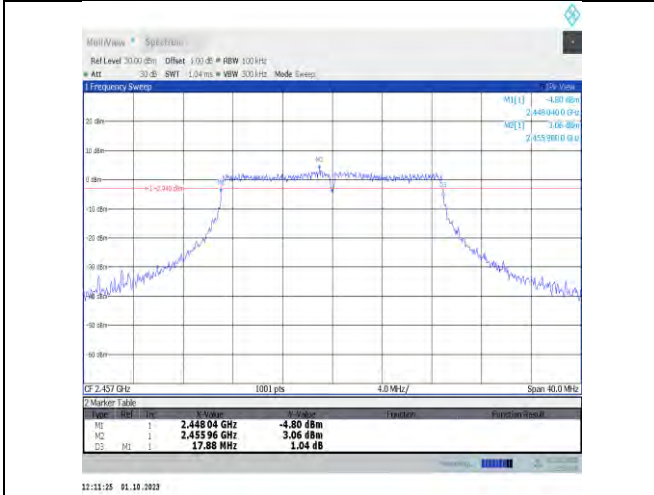 MultiView Spectrum
Ref Level 30.00 dBm Offset 1.00 dB RBW 100 kHz
Att 30 dB SWT 1.04 ms VBW 300 kHz Mode Sweep
1 Frequency Sweep
M1[1] -4.80 dBm
2.448 040 0 GHz
M2[1] 3.06 dBm
2.455 960 0 GHz
20 dBm
10 dBm
M2
0 dBm
-10 dBm
-20 dBm
-30 dBm
-40 dBm
-50 dBm
-60 dBm
CF 2.457 GHz 1001 pts 4.0 MHz/ Span 40.0 MHz
2 Marker Table
Type Ref Trc X-Value Y-Value Function Function Result
M1 1 2.448 04 GHz -4.80 dBm
M2 1 2.455 96 GHz 3.06 dBm
D3 M1 1 17.88 MHz 1.04 dB
12:11:25 01.10.2023